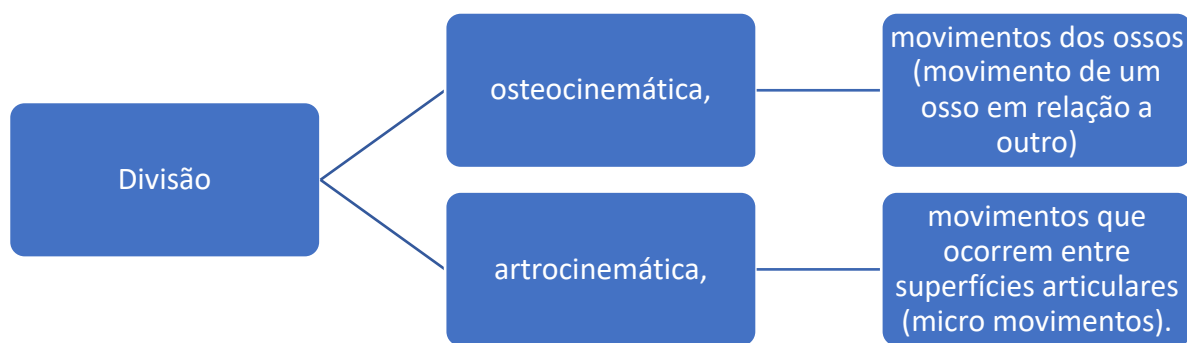 Divisão
osteocinemática,
movimentos dos ossos
(movimento de um
osso em relação a
outro)
artrocinemática,
movimentos que
ocorrem entre
superfícies articulares
(micro movimentos).